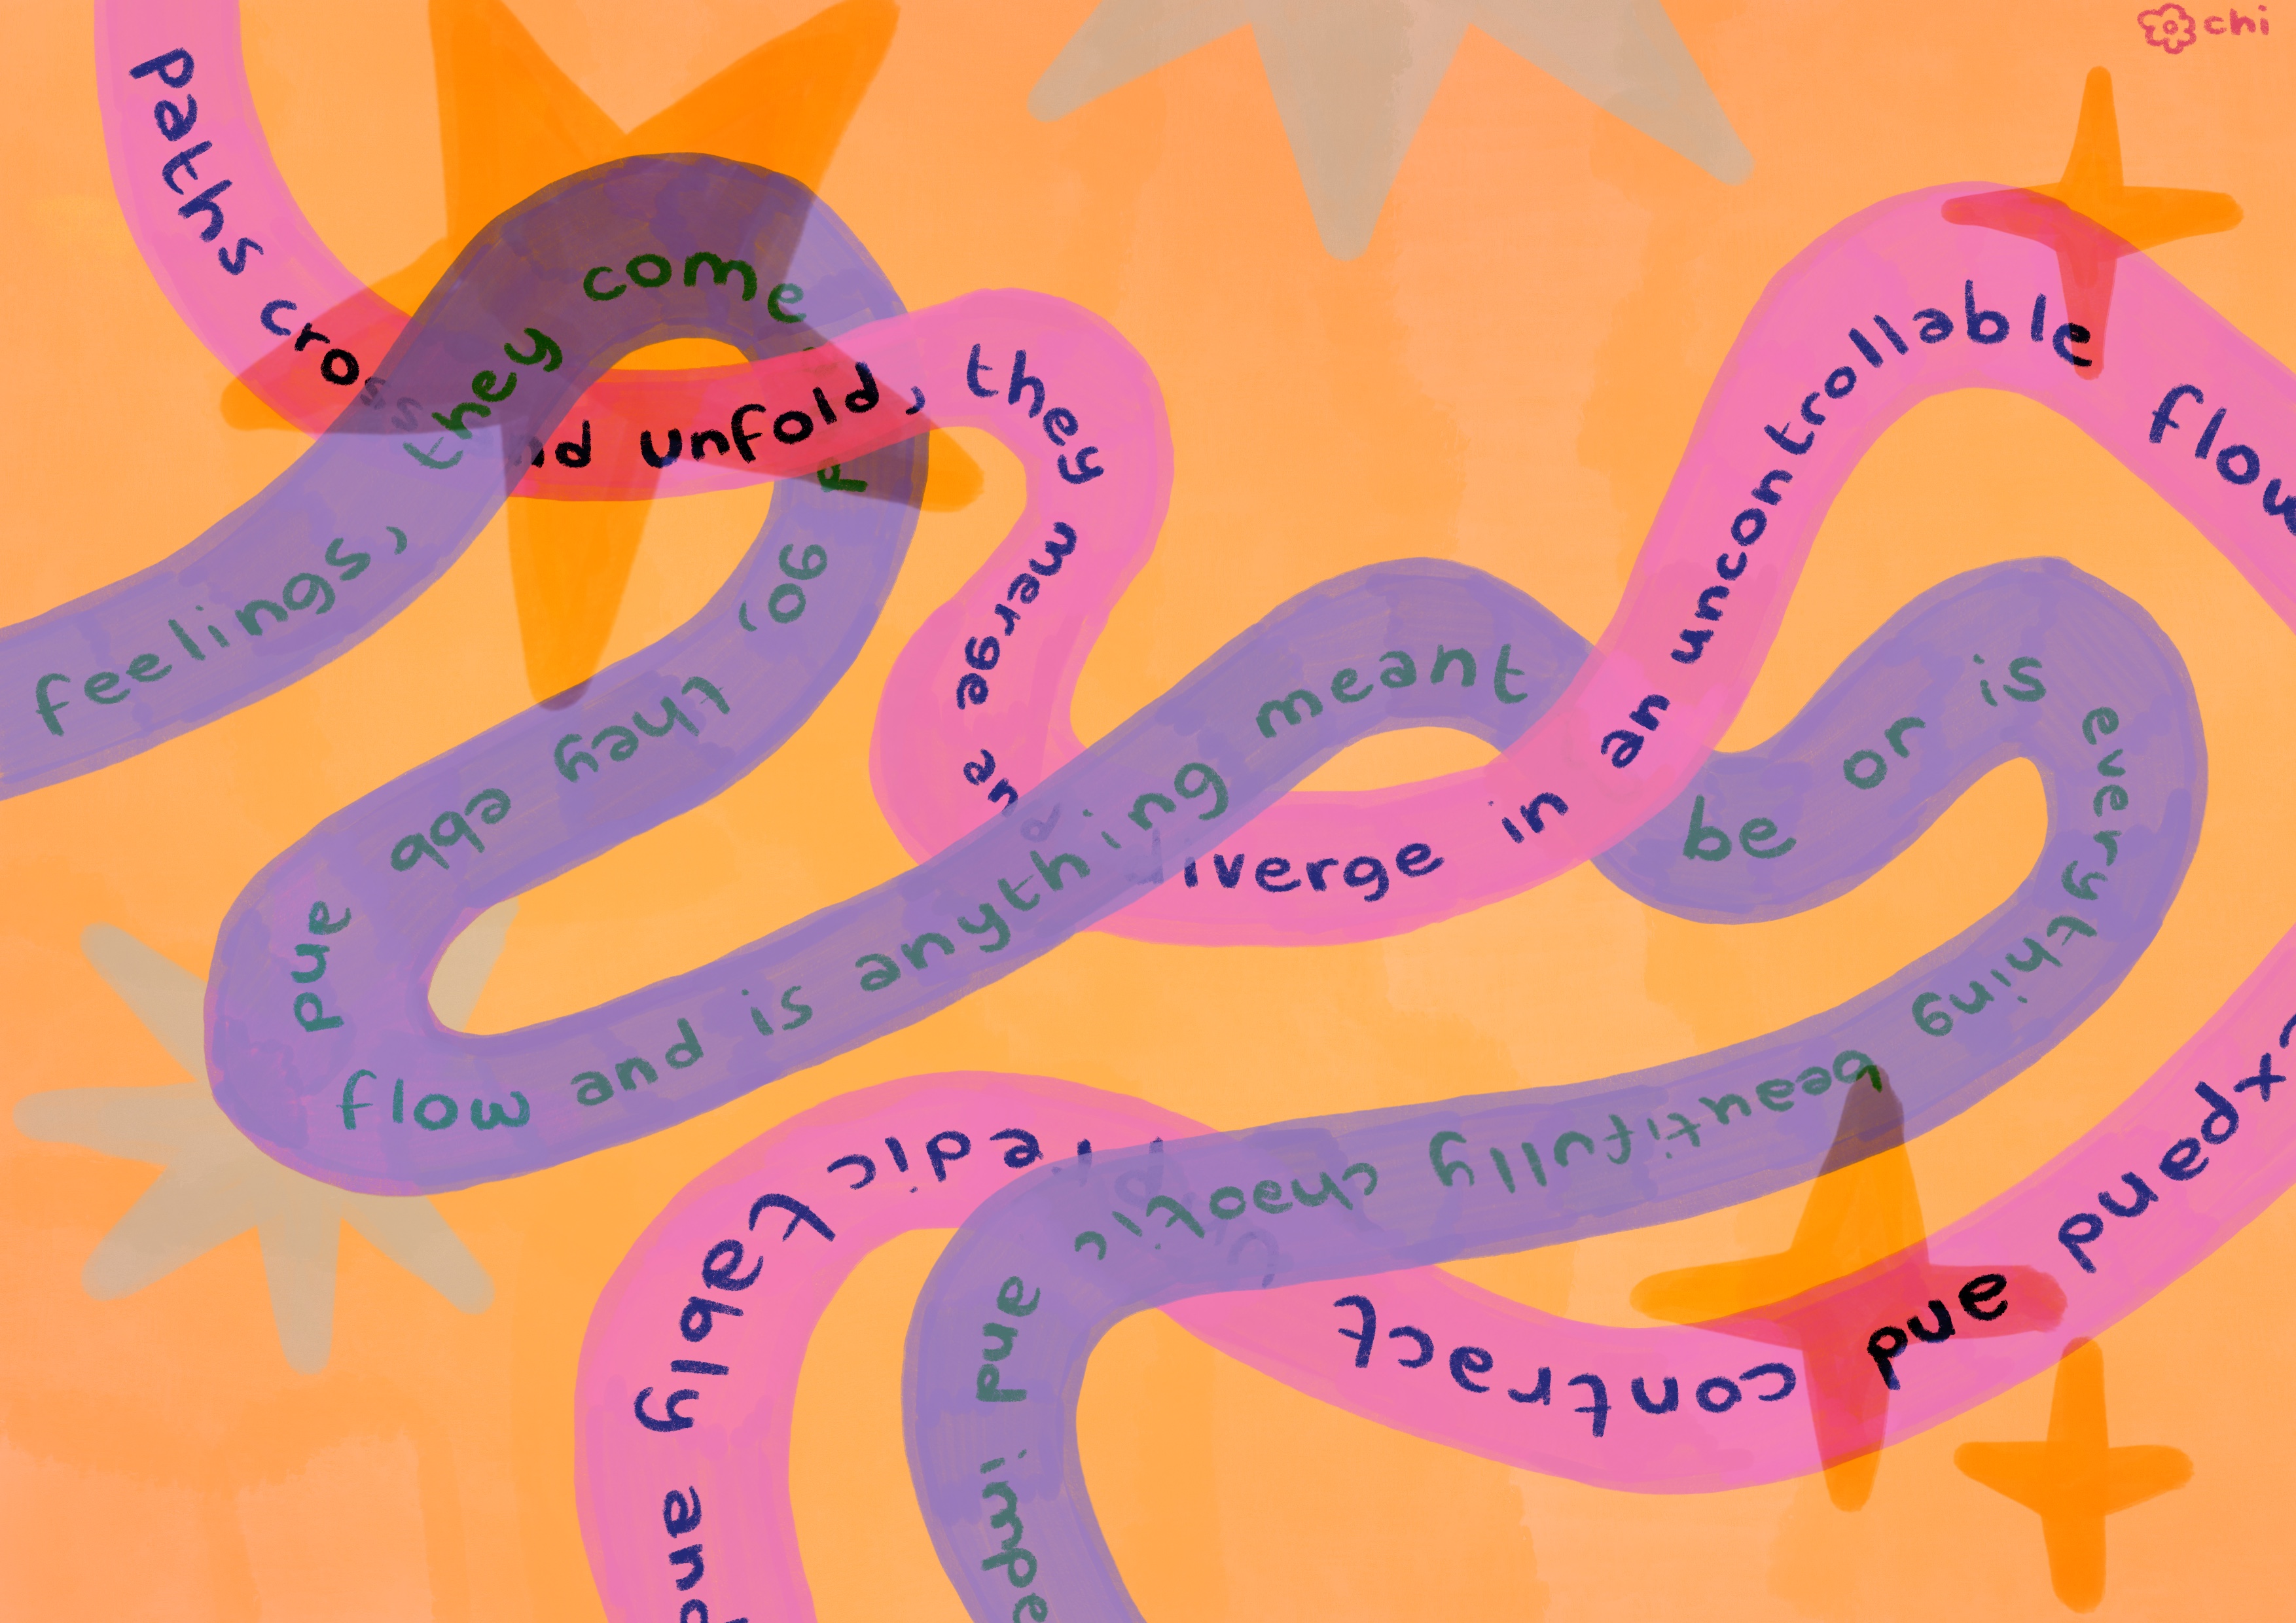 chi
paths cross and unfold, they merge and diverge in an uncontrollable flow
expand and contract unpredictably and
feelings, they come and go, they ebb and flow and is anything meant be or is everything beautifully chaotic and impe